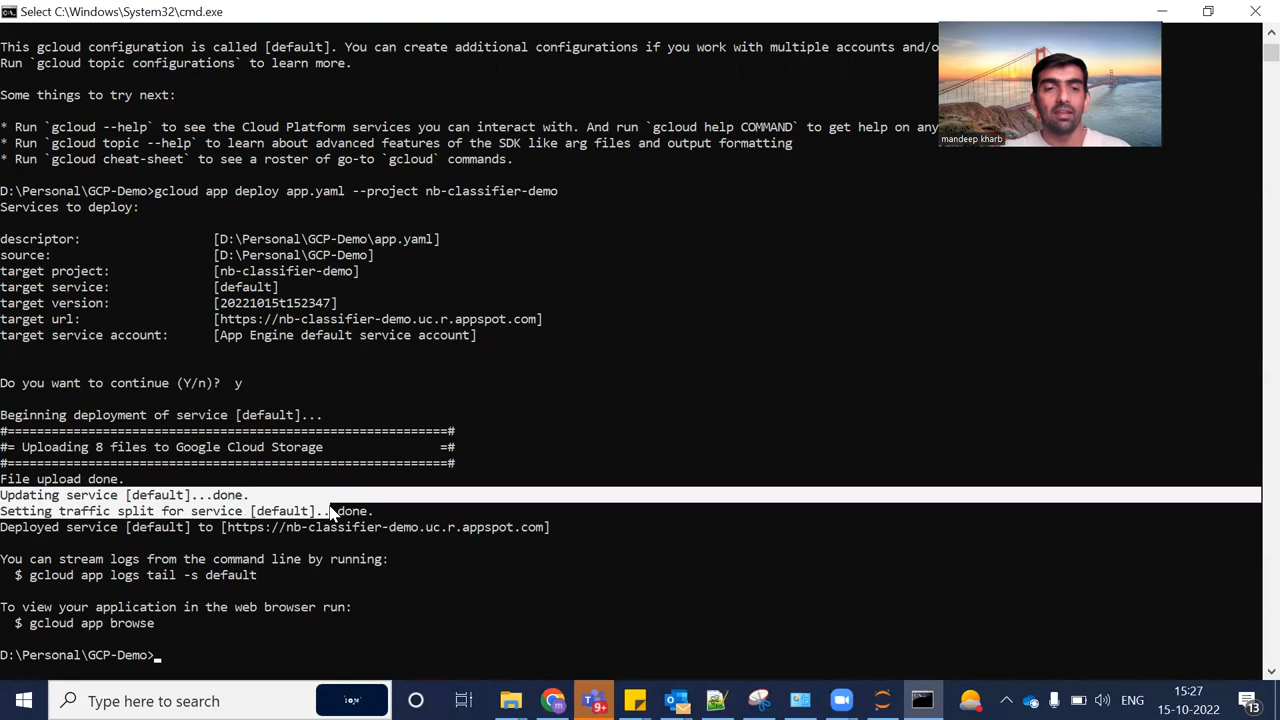 Select C:\Windows\System32\cmd.exe
This gcloud configuration is called [default]. You can create additional configurations if you work with multiple accounts and/o
Run `gcloud topic configurations` to learn more.
Some things to try next:
* Run `gcloud --help` to see the Cloud Platform services you can interact with. And run `gcloud help COMMAND` to get help on any
* Run `gcloud topic --help` to learn about advanced features of the SDK like arg files and output formatting
* Run `gcloud cheat-sheet` to see a roster of go-to `gcloud` commands.
mandeep kharb
D:\Personal\GCP-Demo>gcloud app deploy app.yaml --project nb-classifier-demo
Services to deploy:
descriptor: [D:\Personal\GCP-Demo\app.yaml]
source: [D:\Personal\GCP-Demo]
target project: [nb-classifier-demo]
target service: [default]
target version: [20221015t152347]
target url: [https://nb-classifier-demo.uc.r.appspot.com]
target service account: [App Engine default service account]
Do you want to continue (Y/n)? y
Beginning deployment of service [default]...
#============================================================#
#= Uploading 8 files to Google Cloud Storage =#
#============================================================#
File upload done.
Updating service [default]...done.
Setting traffic split for service [default]...done.
Deployed service [default] to [https://nb-classifier-demo.uc.r.appspot.com]
You can stream logs from the command line by running:
$ gcloud app logs tail -s default
To view your application in the web browser run:
$ gcloud app browse
D:\Personal\GCP-Demo>
Type here to search
9+
ENG
15:27
15-10-2022
13